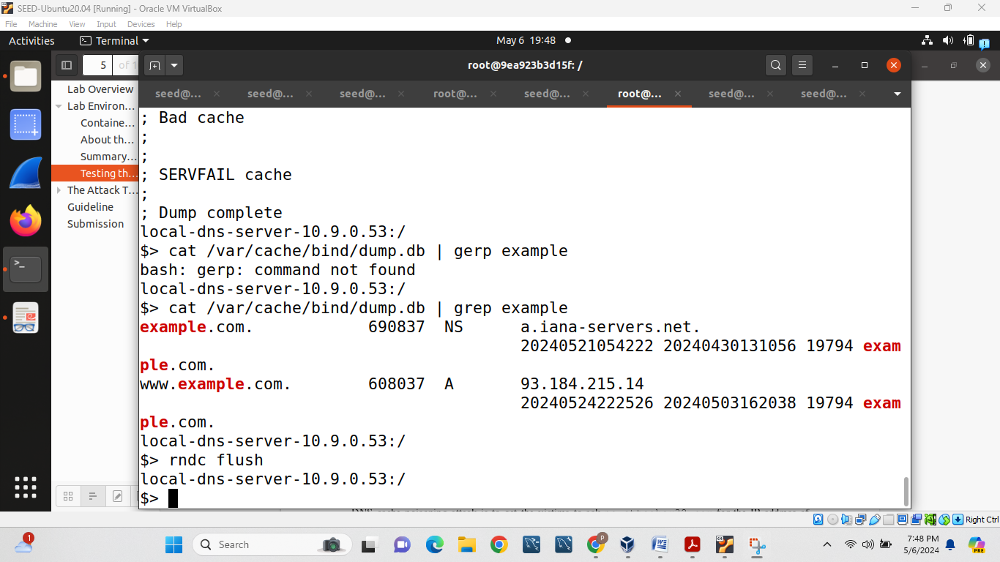 SEED-Ubuntu20.04 [Running] - Oracle VM VirtualBox
File Machine View Input Devices Help
Activities Terminal May 6 19:48
5 of 1
root@9ea923b3d15f: /
seed@... seed@... seed@... root@... seed@... root@... seed@... seed@...
Lab Overview
Lab Environ...
Containe...
About th...
Summary...
Testing th...
The Attack T...
Guideline
Submission
; Bad cache
;
;
; SERVFAIL cache
;
; Dump complete
local-dns-server-10.9.0.53:/
$> cat /var/cache/bind/dump.db | gerp example
bash: gerp: command not found
local-dns-server-10.9.0.53:/
$> cat /var/cache/bind/dump.db | grep example
example.com. 690837 NS a.iana-servers.net.
20240521054222 20240430131056 19794 exam
ple.com.
www.example.com. 608037 A 93.184.215.14
20240524222526 20240503162038 19794 exam
ple.com.
local-dns-server-10.9.0.53:/
$> rndc flush
local-dns-server-10.9.0.53:/
$>
Right Ctrl
1
Search
P
PRE
7:48 PM
5/6/2024